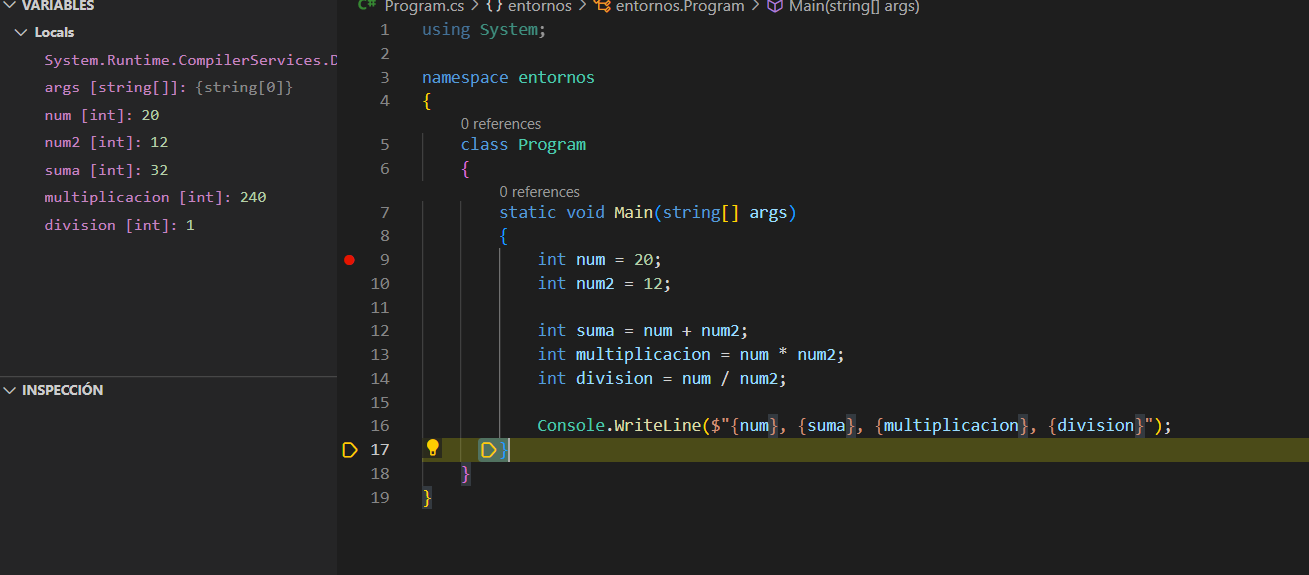 VARIABLES
Locals
System.Runtime.CompilerServices.D
args [string[]]: {string[0]}
num [int]: 20
num2 [int]: 12
suma [int]: 32
multiplicacion [int]: 240
division [int]: 1
INSPECCIÓN
C# Program.cs > {} entornos > entornos.Program > Main(string[] args)
1 using System;
2
3 namespace entornos
4 {
0 references
5 class Program
6 {
0 references
7 static void Main(string[] args)
8 {
9 int num = 20;
10 int num2 = 12;
11
12 int suma = num + num2;
13 int multiplicacion = num * num2;
14 int division = num / num2;
15
16 Console.WriteLine($"{num}, {suma}, {multiplicacion}, {division}");
17 }
18 }
19 }